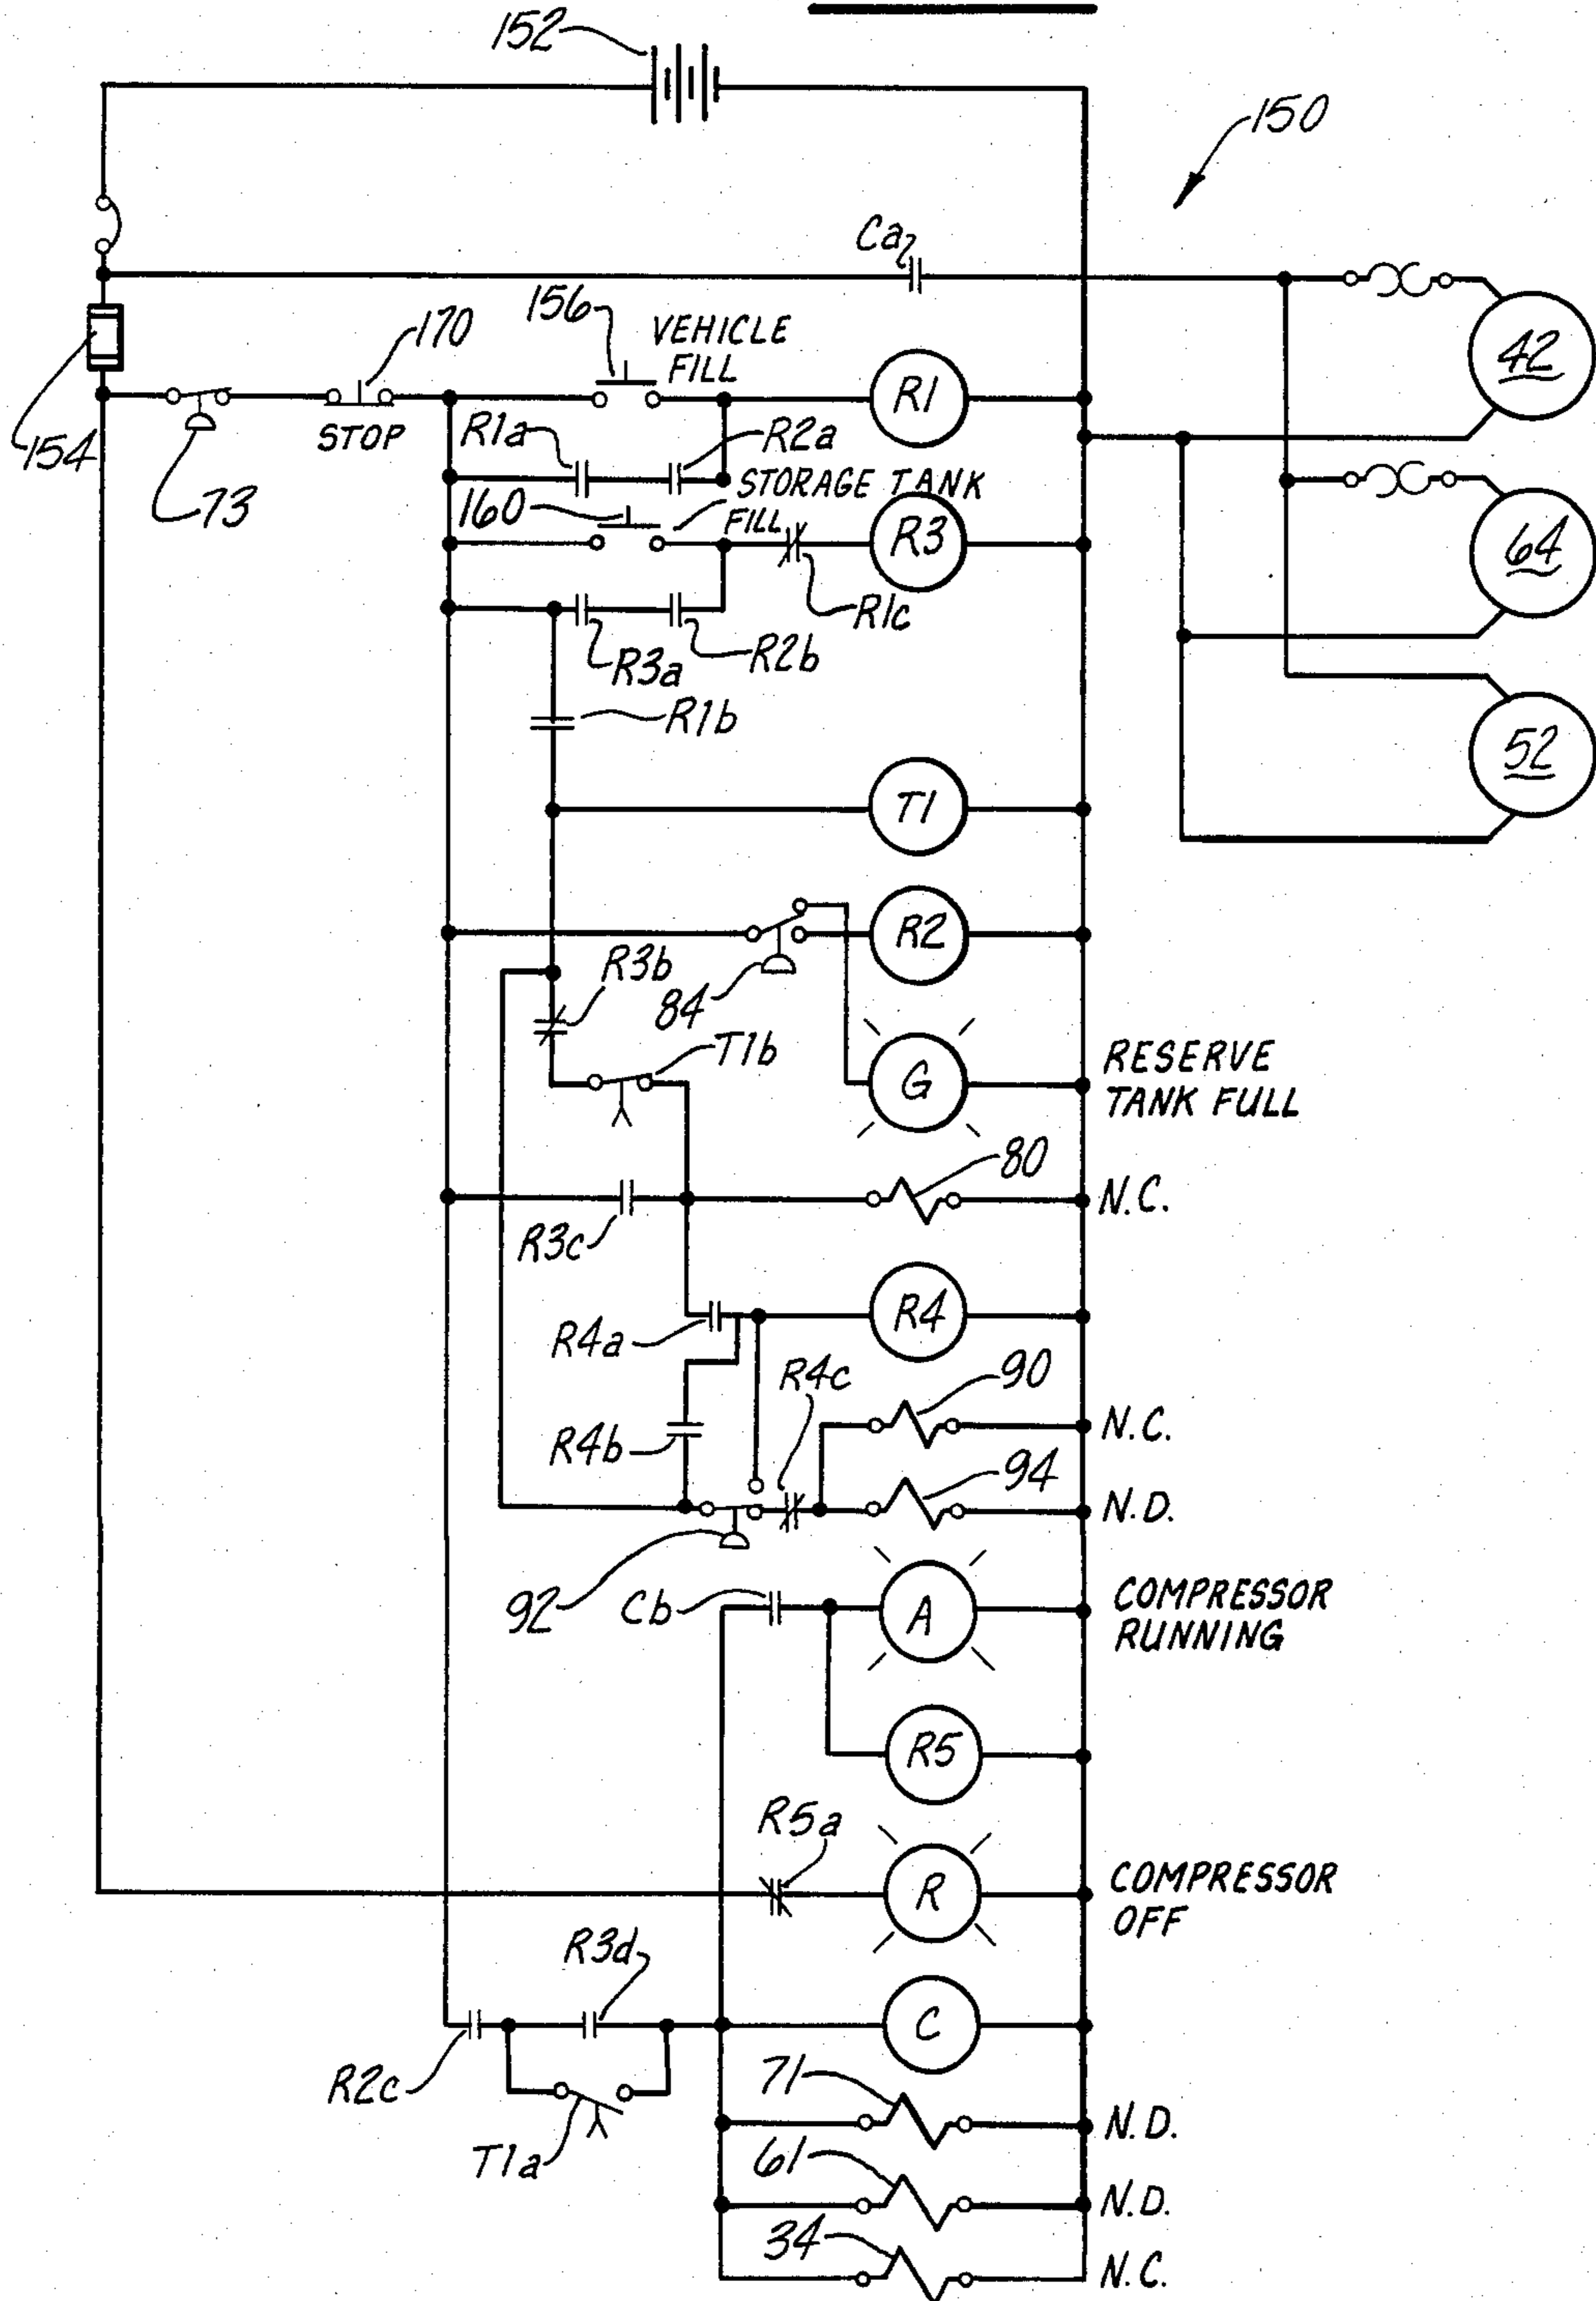 152
150
Ca
156
VEHICLE
FILL
170
42
R1
STOP
R1a
R2a
154
73
STORAGE TANK
FILL
160
R3
64
R1c
R3a
R2b
R1b
52
T1
R2
R3b
84
T1b
G
RESERVE
TANK FULL
80
N.C.
R3c
R4
R4a
R4c
90
N.C.
R4b
94
N.D.
92
Cb
A
COMPRESSOR
RUNNING
R5
R5a
R
COMPRESSOR
OFF
R3d
C
R2c
71
N.D.
T1a
61
N.D.
34
N.C.